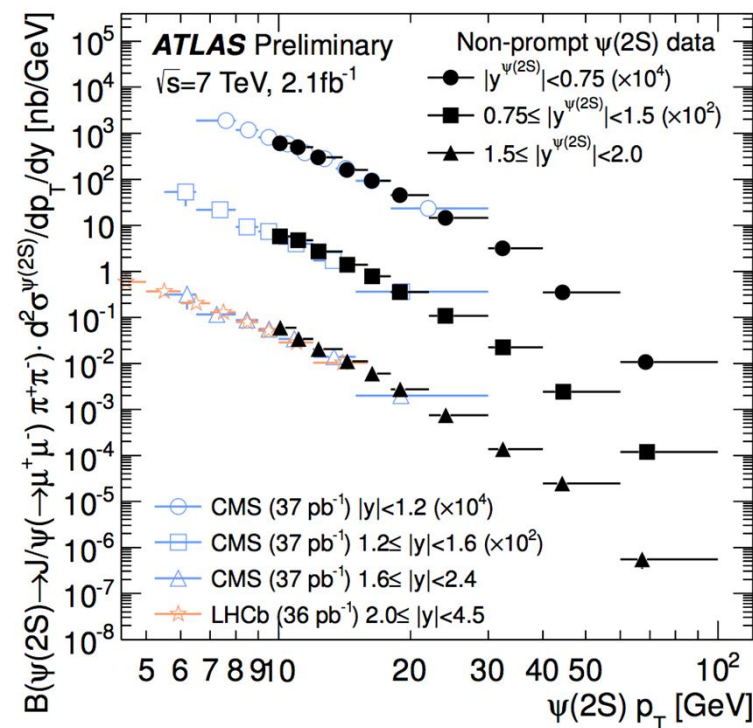 ATLAS Preliminary
√s=7 TeV, 2.1fb⁻¹
Non-prompt ψ(2S) data
|y^ψ(2S)|<0.75 (×10⁴)
0.75≤ |y^ψ(2S)|<1.5 (×10²)
1.5≤ |y^ψ(2S)|<2.0
B(ψ(2S)→J/ψ(→μ⁺μ⁻) π⁺π⁻)· d²σ^ψ(2S)/dp_T/dy [nb/GeV]
10⁵
10⁴
10³
10²
10
1
10⁻¹
10⁻²
10⁻³
10⁻⁴
10⁻⁵
10⁻⁶
10⁻⁷
10⁻⁸
CMS (37 pb⁻¹) |y|<1.2 (×10⁴)
CMS (37 pb⁻¹) 1.2≤ |y|<1.6 (×10²)
CMS (37 pb⁻¹) 1.6≤ |y|<2.4
LHCb (36 pb⁻¹) 2.0≤ |y|<4.5
5 6 7 8 9 10 20 30 40 50 10²
ψ(2S) p_T [GeV]